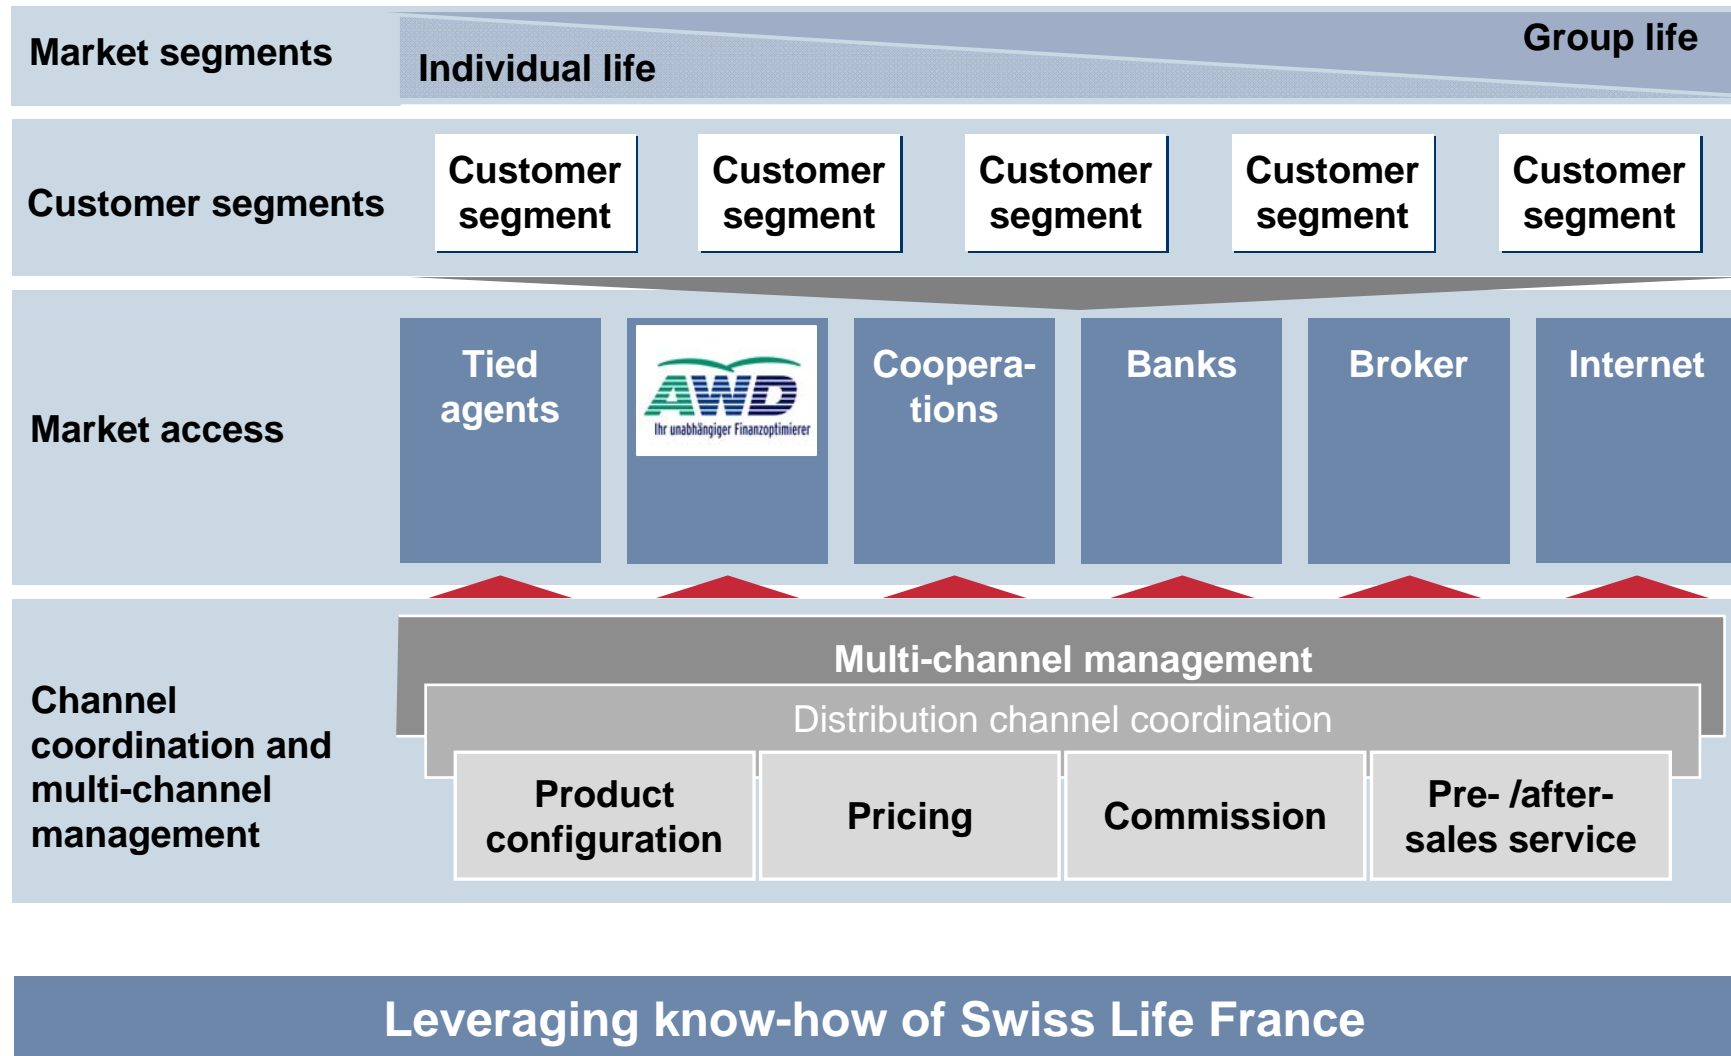 Market segments
Individual life
Group life
Customer segments
Customer
segment
Customer
segment
Customer
segment
Customer
segment
Customer
segment
Market access
Tied
agents
AWD
Ihr unabhängiger Finanzoptimierer
Coopera-
tions
Banks
Broker
Internet
Channel
coordination and
multi-channel
management
Multi-channel management
Distribution channel coordination
Product
configuration
Pricing
Commission
Pre- /after-
sales service
Leveraging know-how of Swiss Life France